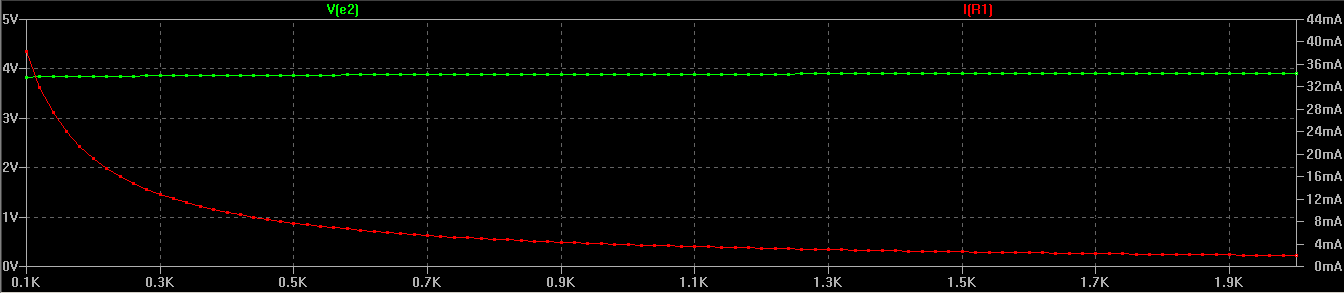 V(e2) I(R1)
5V 44mA
40mA
4V 36mA
32mA
3V 28mA
24mA
2V 20mA
16mA
12mA
1V 8mA
4mA
0V 0mA
0.1K 0.3K 0.5K 0.7K 0.9K 1.1K 1.3K 1.5K 1.7K 1.9K